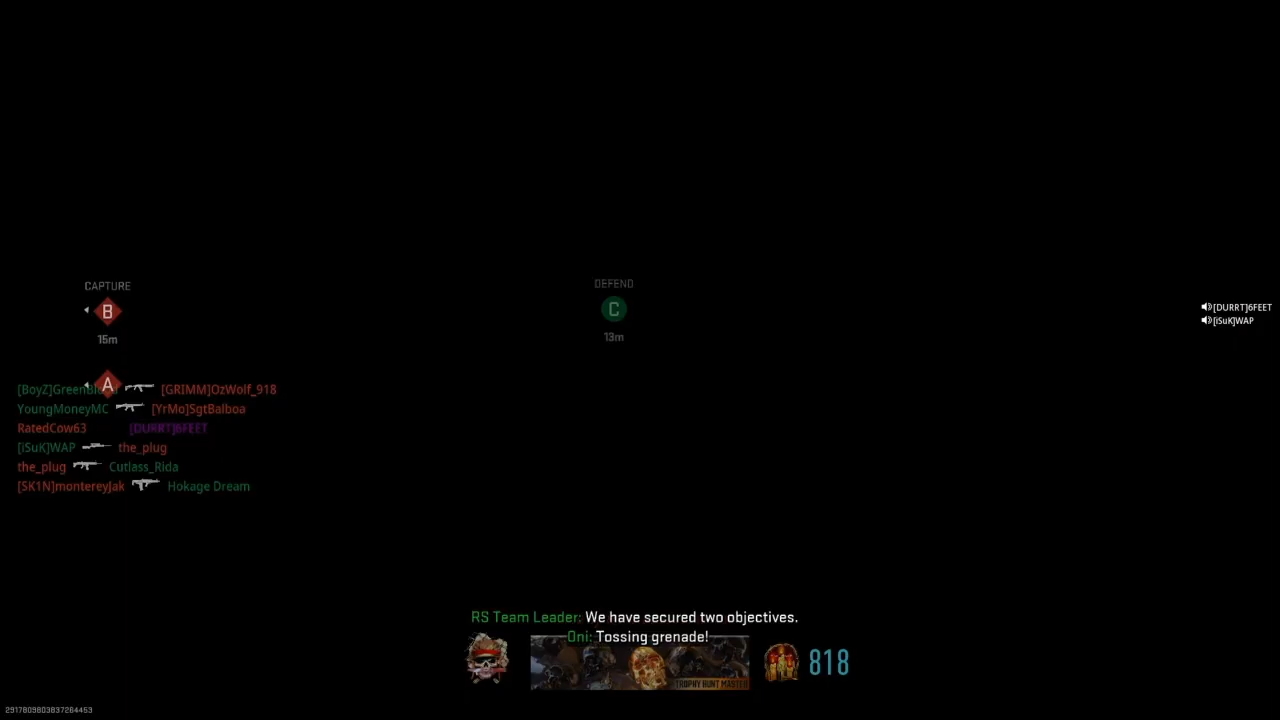 CAPTURE
B
15m
DEFEND
C
13m
[DURRT]6FEET
[iSuK]WAP
A
[GRIMM]OzWolf_918
YoungMoneyMC [YrMo]SgtBalboa
RatedCow63 [DURRT]6FEET
[iSuK]WAP the_plug
the_plug Cutlass_Rida
[SK1N]montereyJak Hokage Dream
RS Team Leader: We have secured two objectives.
Oni: Tossing grenade!
TROPHY HUNT MASTER
818
2917809803837264453